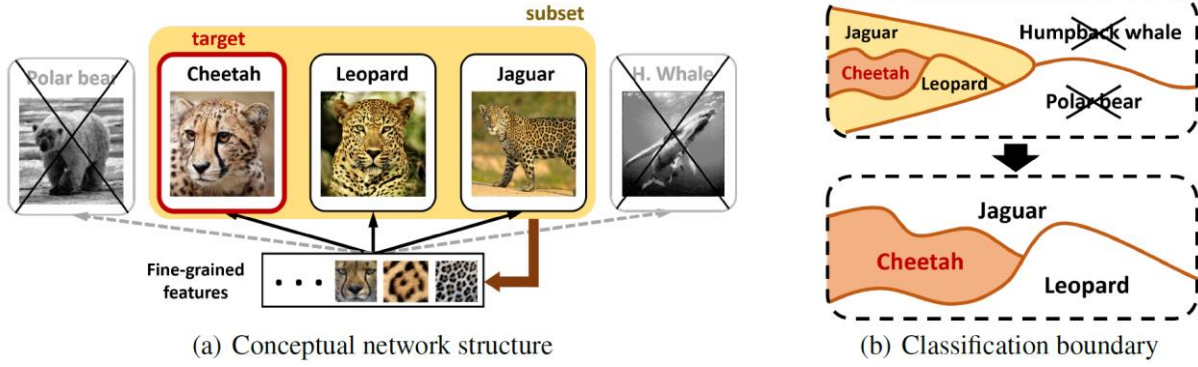 subset
target
Polar bear
Cheetah
Leopard
Jaguar
H. Whale
Fine-grained
features
(a) Conceptual network structure
Jaguar
Humpback whale
Cheetah
Leopard
Polar bear
Jaguar
Cheetah
Leopard
(b) Classification boundary